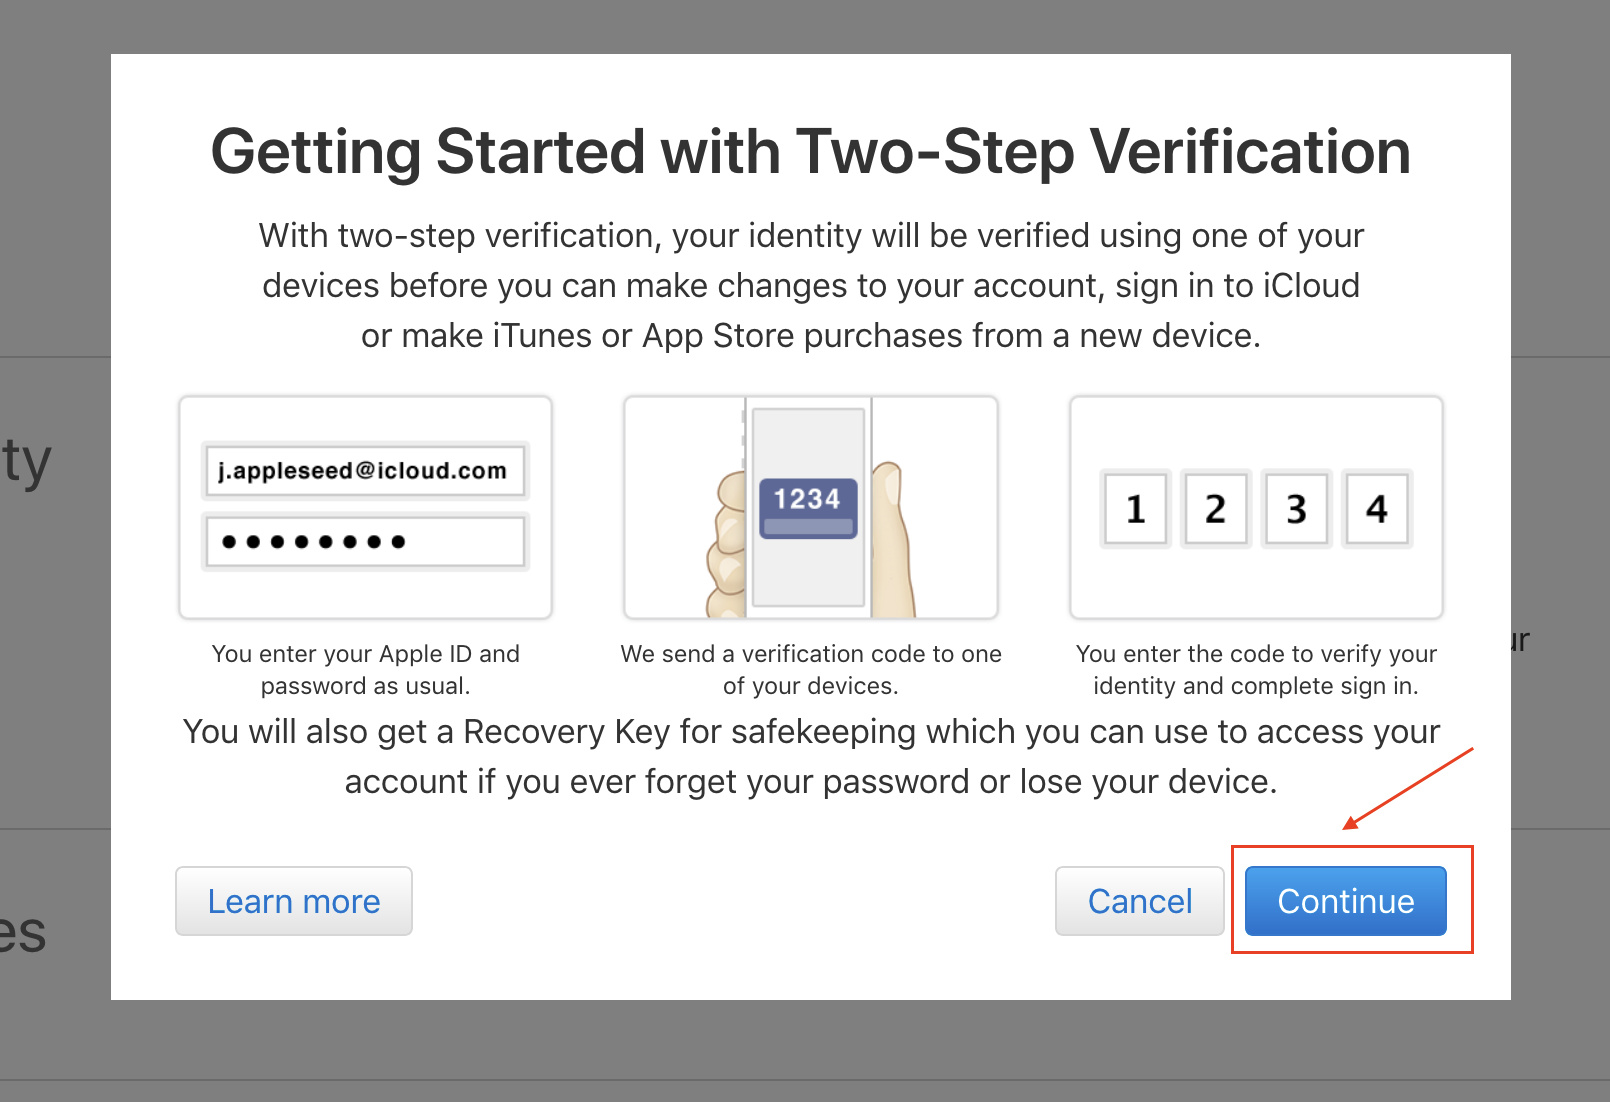 Getting Started with Two-Step Verification
With two-step verification, your identity will be verified using one of your
devices before you can make changes to your account, sign in to iCloud
or make iTunes or App Store purchases from a new device.
ty
j.appleseed@icloud.com
1234
1 2 3 4
You enter your Apple ID and
password as usual.
We send a verification code to one
of your devices.
You enter the code to verify your
identity and complete sign in.
ur
You will also get a Recovery Key for safekeeping which you can use to access your
account if you ever forget your password or lose your device.
es
Learn more
Cancel
Continue